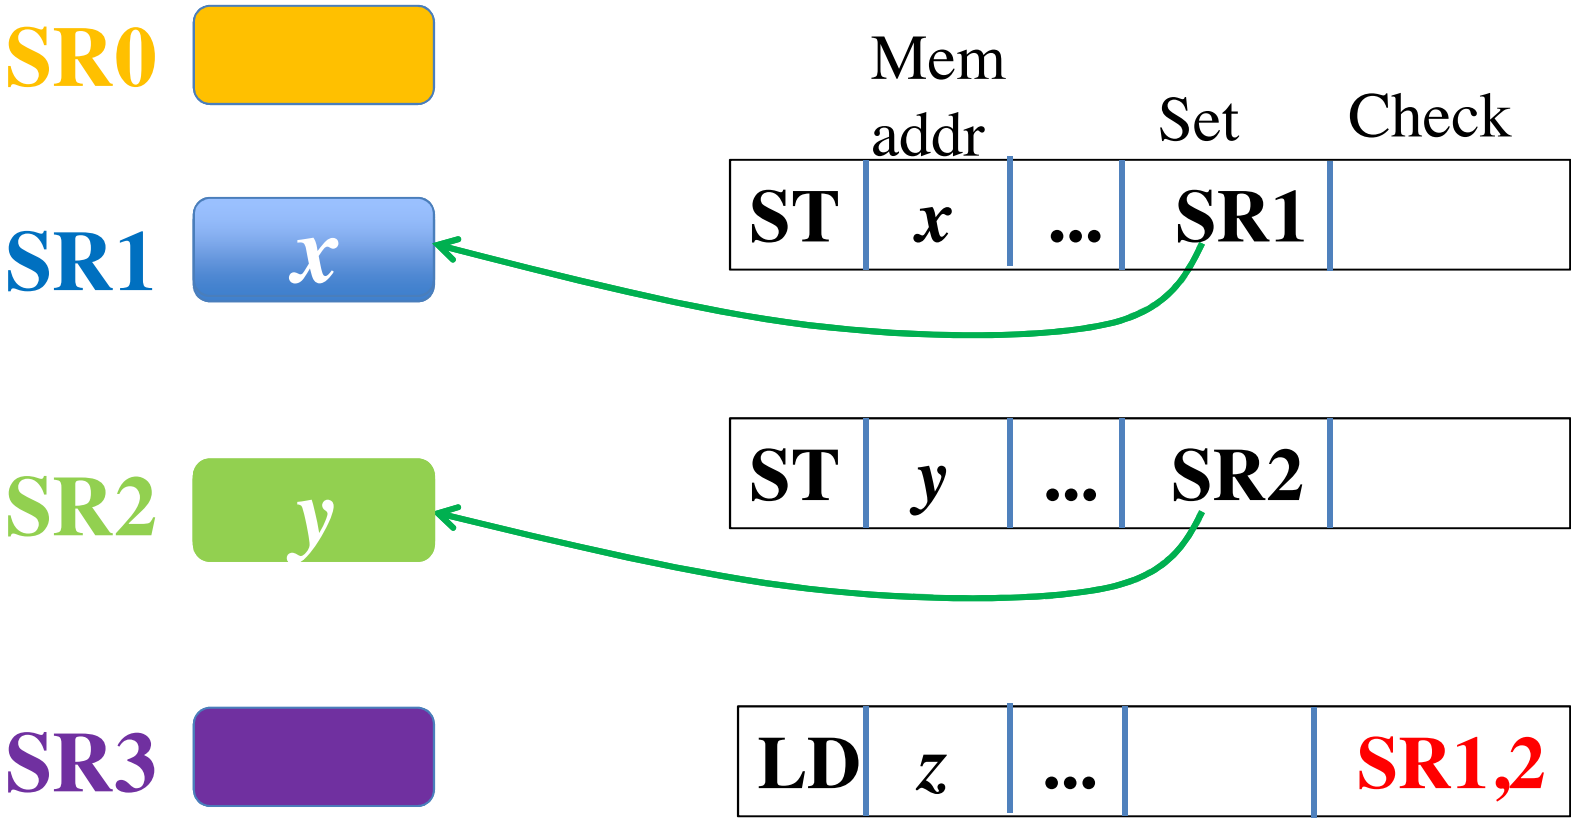 SR0
Mem
addr
Set
Check
SR1
x
ST x ... SR1
SR2
y
ST y ... SR2
SR3
LD z ... SR1,2